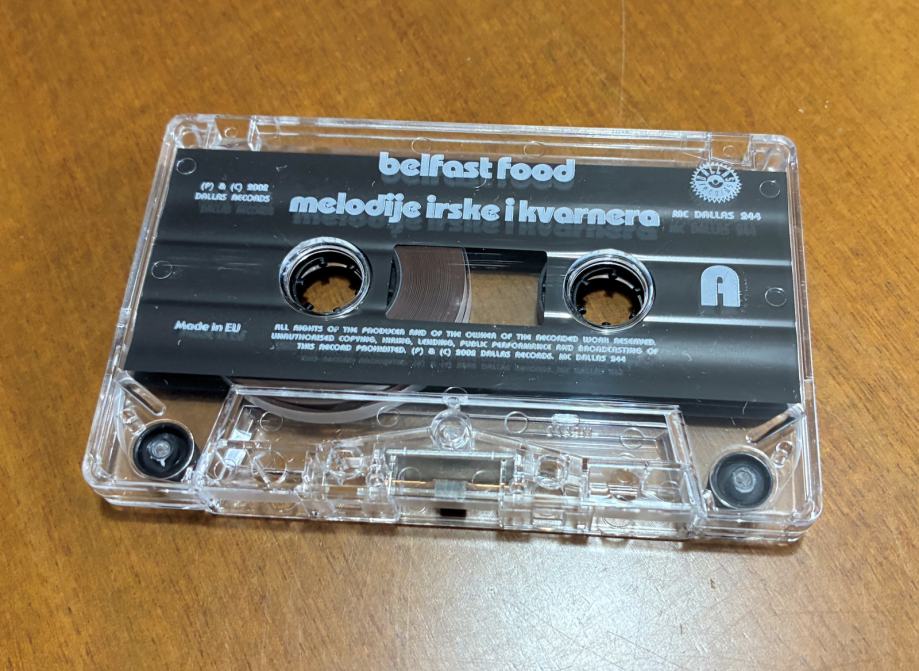 belfast food
(P) & (C) 2002
DALLAS RECORDS
melodije irske i kvarnera
MC DALLAS 244
A
Made in EU
ALL RIGHTS OF THE PRODUCER AND OF THE OWNER OF THE RECORDED WORK RESERVED.
UNAUTHORISED COPYING, HIRING, LENDING, PUBLIC PERFORMANCE AND BROADCASTING OF
THIS RECORD PROHIBITED. (P) & (C) 2002 DALLAS RECORDS. MC DALLAS 244